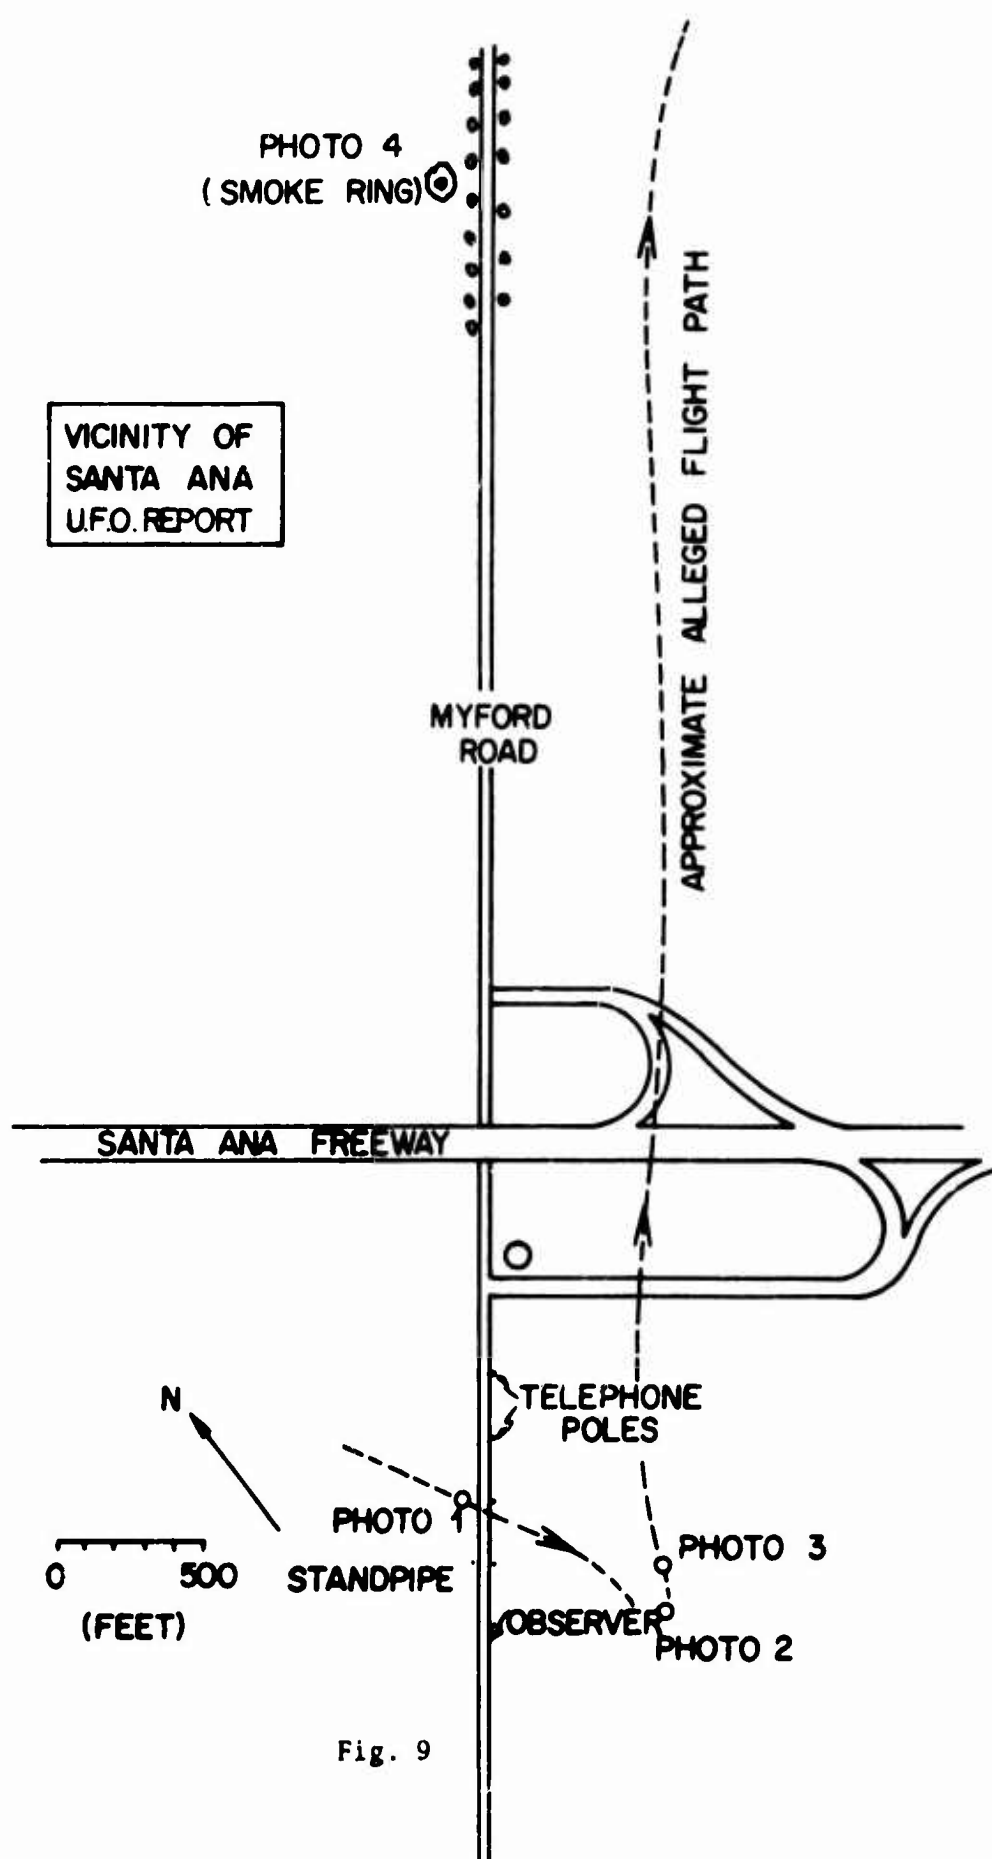 PHOTO 4
(SMOKE RING)
APPROXIMATE ALLEGED FLIGHT PATH
VICINITY OF
SANTA ANA
U.F.O. REPORT
MYFORD
ROAD
SANTA ANA FREEWAY
N
TELEPHONE
POLES
PHOTO 1
PHOTO 3
0 500
(FEET)
STANDPIPE
OBSERVER
PHOTO 2
Fig. 9